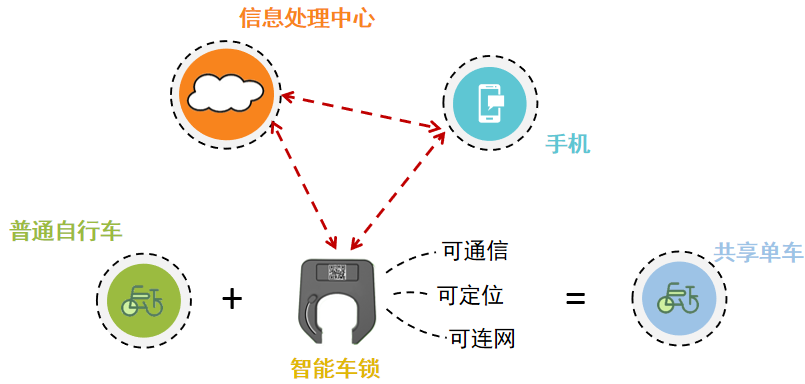 信息处理中心
手机
普通自行车
可通信
共享单车
+
可定位
=
可连网
智能车锁